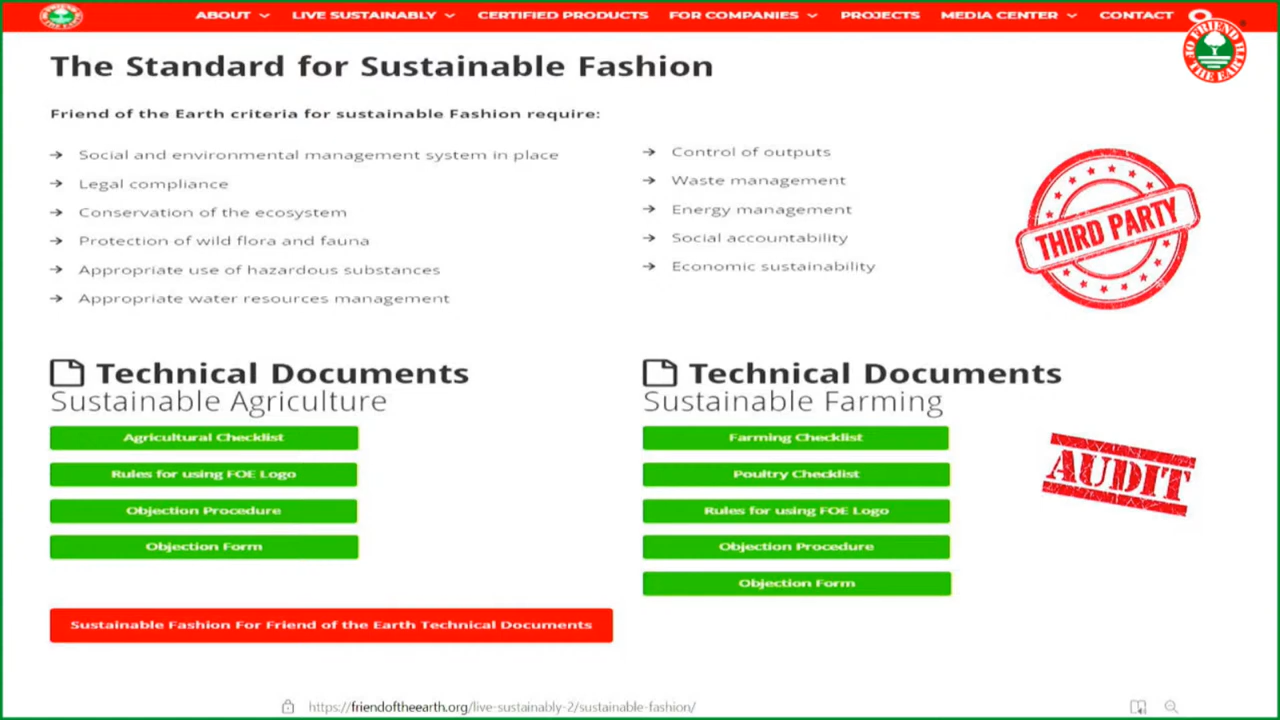 ABOUT LIVE SUSTAINABLY CERTIFIED PRODUCTS FOR COMPANIES PROJECTS MEDIA CENTER CONTACT
FRIEND
THE EARTH
The Standard for Sustainable Fashion
Friend of the Earth criteria for sustainable Fashion require:
Social and environmental management system in place
Legal compliance
Conservation of the ecosystem
Protection of wild flora and fauna
Appropriate use of hazardous substances
Appropriate water resources management
Control of outputs
Waste management
Energy management
Social accountability
Economic sustainability
THIRD PARTY
Technical Documents
Sustainable Agriculture
Agricultural Checklist
Rules for using FOE Logo
Objection Procedure
Objection Form
Technical Documents
Sustainable Farming
Farming Checklist
Poultry Checklist
Rules for using FOE Logo
Objection Procedure
Objection Form
AUDIT
Sustainable Fashion For Friend of the Earth Technical Documents
https://friendoftheearth.org/live-sustainably-2/sustainable-fashion/